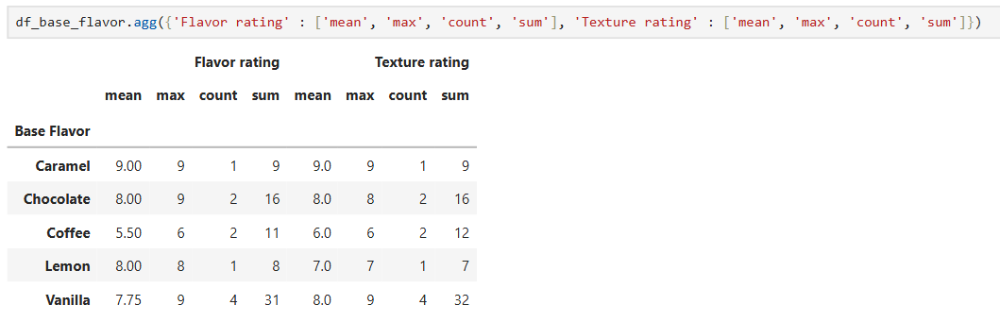 df_base_flavor.agg({'Flavor rating' : ['mean', 'max', 'count', 'sum'], 'Texture rating' : ['mean', 'max', 'count', 'sum']})
Flavor rating Texture rating
mean max count sum mean max count sum
Base Flavor
Caramel 9.00 9 1 9 9.0 9 1 9
Chocolate 8.00 9 2 16 8.0 8 2 16
Coffee 5.50 6 2 11 6.0 6 2 12
Lemon 8.00 8 1 8 7.0 7 1 7
Vanilla 7.75 9 4 31 8.0 9 4 32